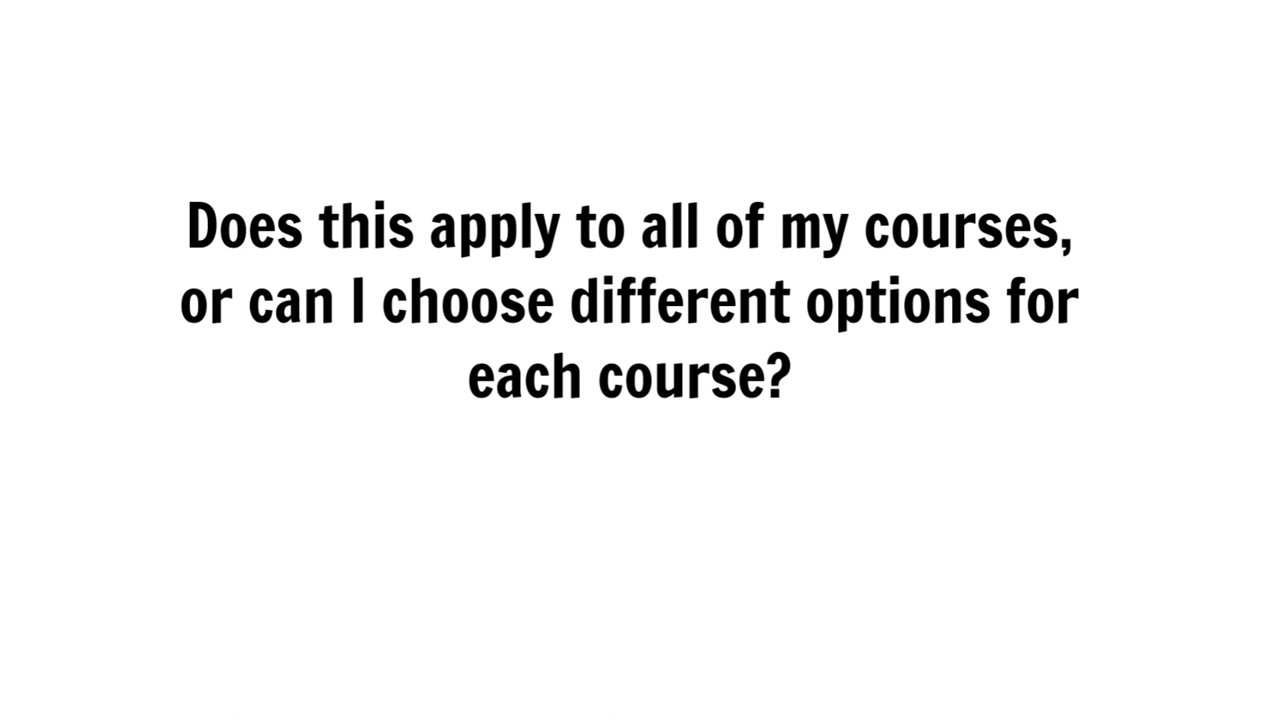 Does this apply to all of my courses,
or can I choose different options for
each course?